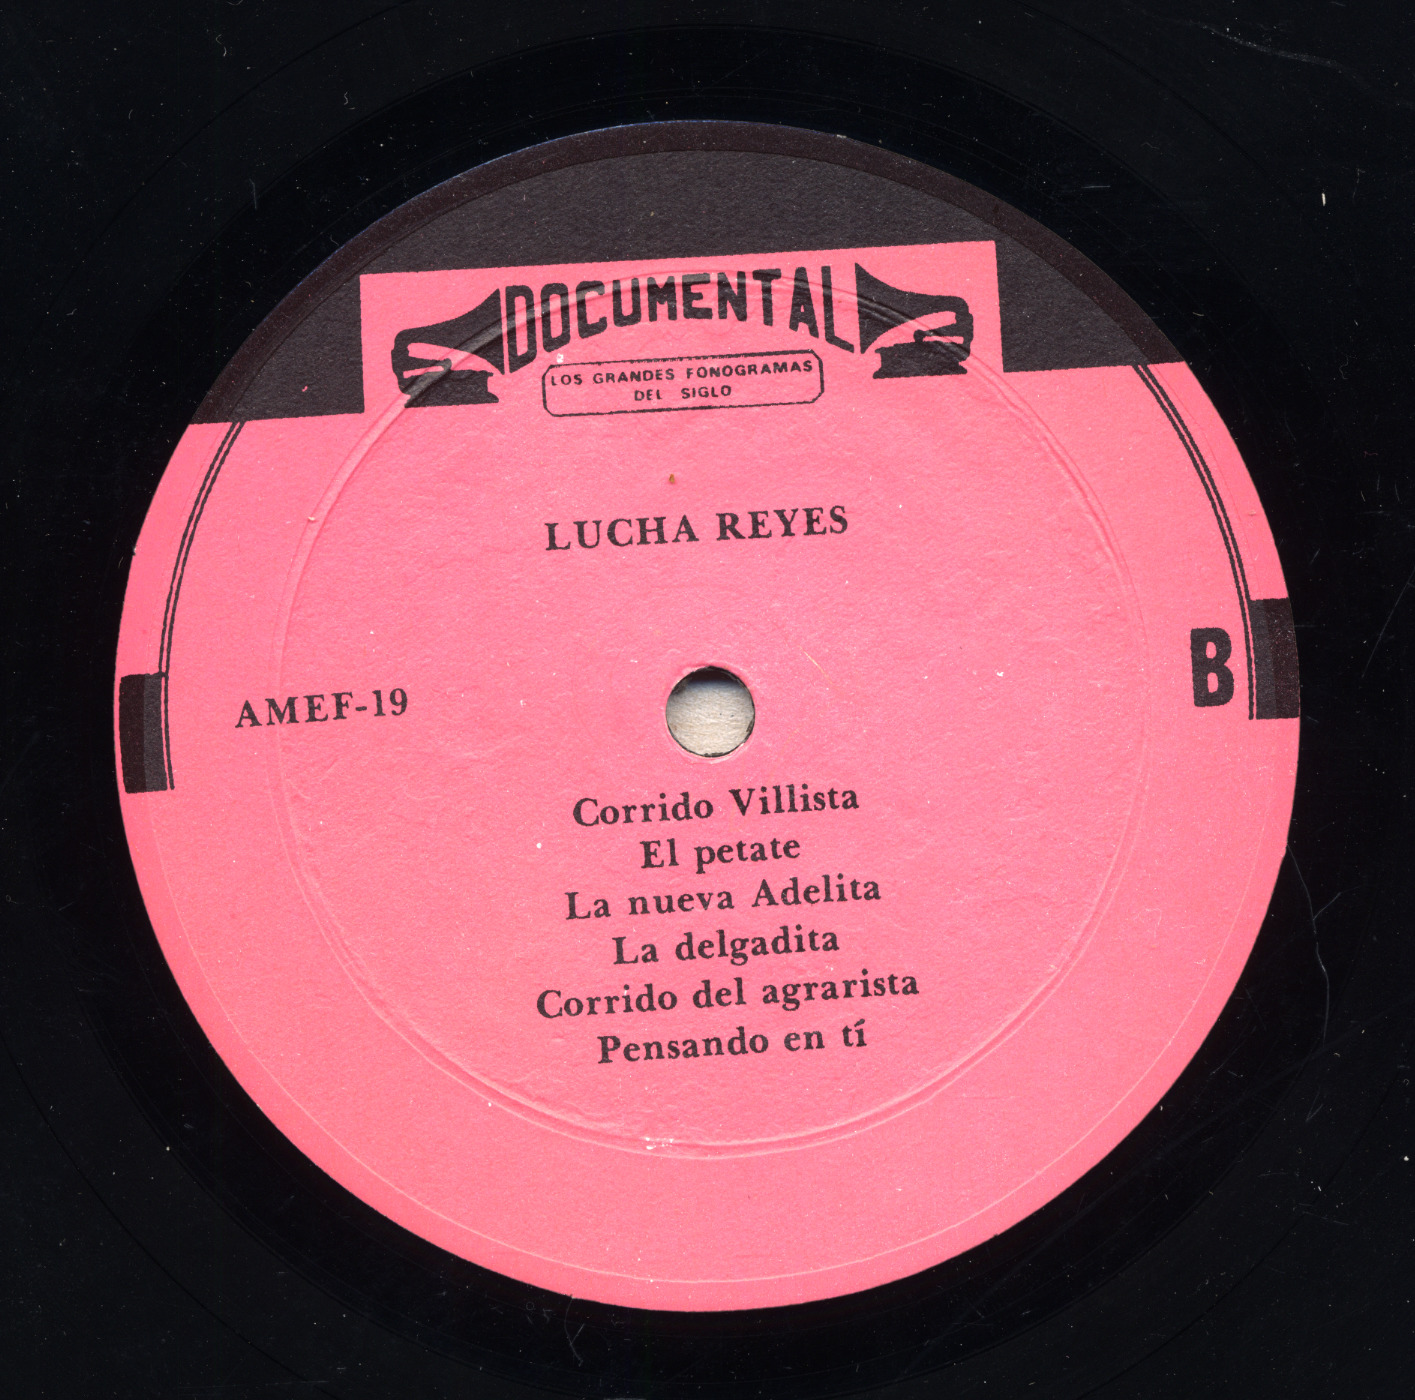 DOCUMENTAL
LOS GRANDES FONOGRAMAS
DEL SIGLO
LUCHA REYES
B
AMEF-19
Corrido Villista
El petate
La nueva Adelita
La delgadita
Corrido del agrarista
Pensando en tí